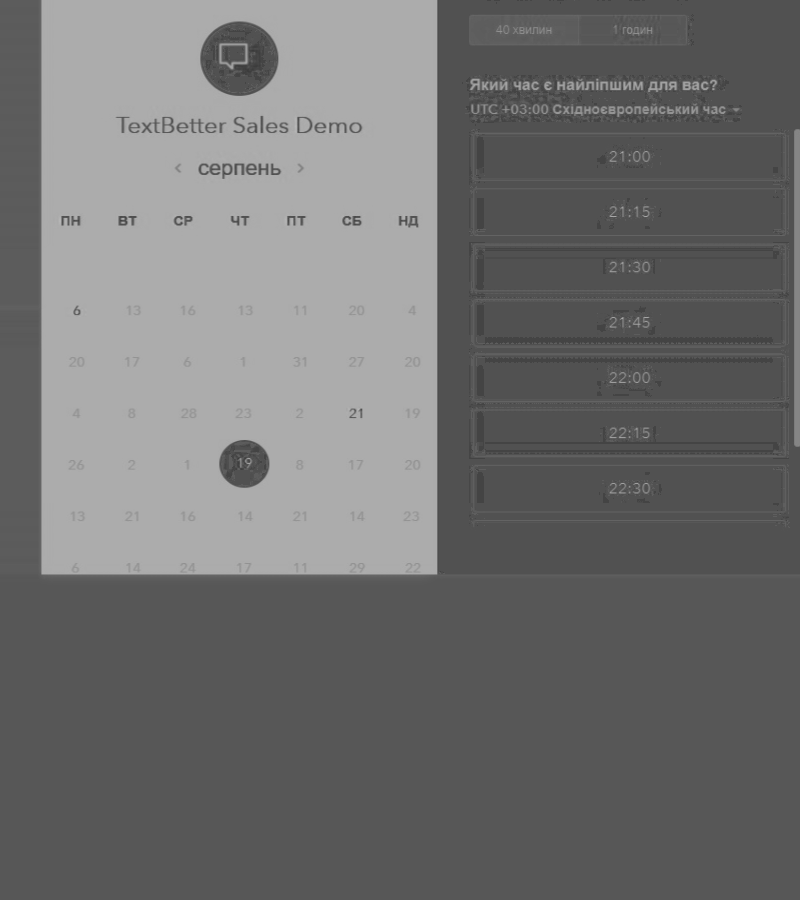 TextBetter Sales Demo
серпень
ПН ВТ СР ЧТ ПТ СБ НД
6 13 16 13 11 20 4
20 17 6 1 31 27 20
4 8 28 23 2 21 19
26 2 1 19 8 17 20
13 21 16 14 21 14 23
6 14 24 17 11 29 22
40 хвилин 1 годин
Який час є найліпшим для вас?
UTC +03:00 Східноєвропейський час
21:00
21:15
21:30
21:45
22:00
22:15
22:30